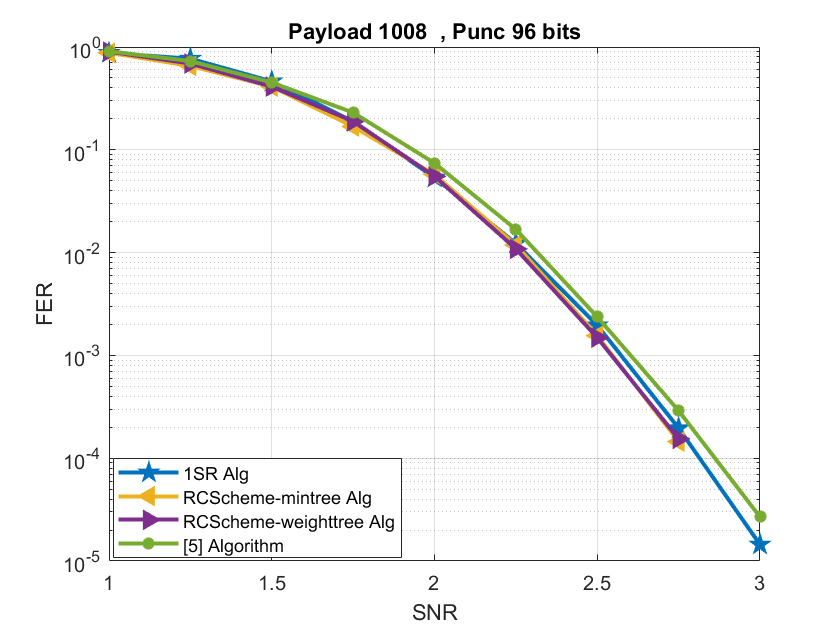 Payload 1008 , Punc 96 bits
10^0
10^-1
10^-2
10^-3
10^-4
10^-5
FER
1SR Alg
RCScheme-mintree Alg
RCScheme-weighttree Alg
[5] Algorithm
1 1.5 2 2.5 3
SNR